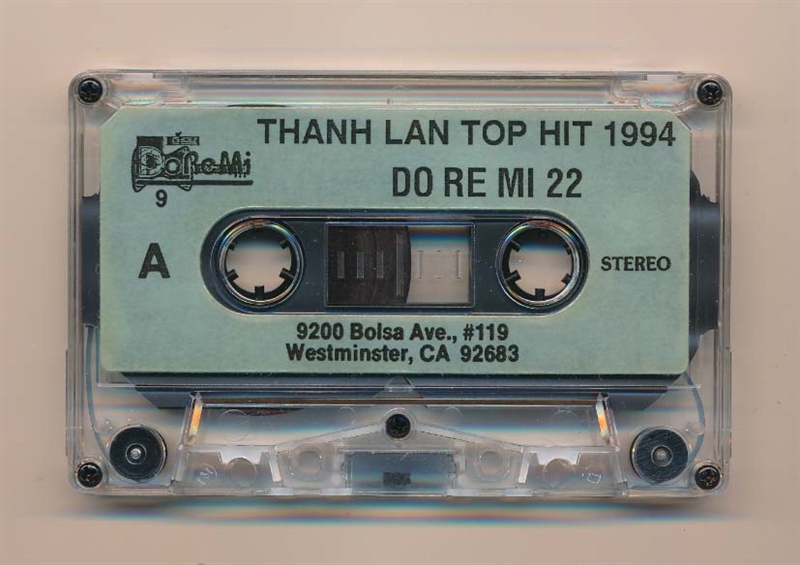 THANH LAN TOP HIT 1994
DoReMi
DO RE MI 22
9
A
STEREO
9200 Bolsa Ave., #119
Westminster, CA 92683